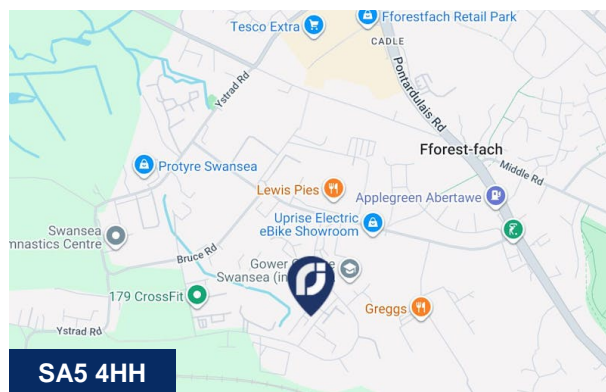 Fforestfach Retail Park
Tesco Extra
CADLE
Ystrad Rd
Pontardulais Rd
Fforest-fach
Middle Rd
Protyre Swansea
Lewis Pies
Applegreen Abertawe
Uprise Electric
eBike Showroom
Swansea
mnastics Centre
Bruce Rd
Gower
Swansea (in
179 CrossFit
Greggs
Ystrad Rd
SA5 4HH